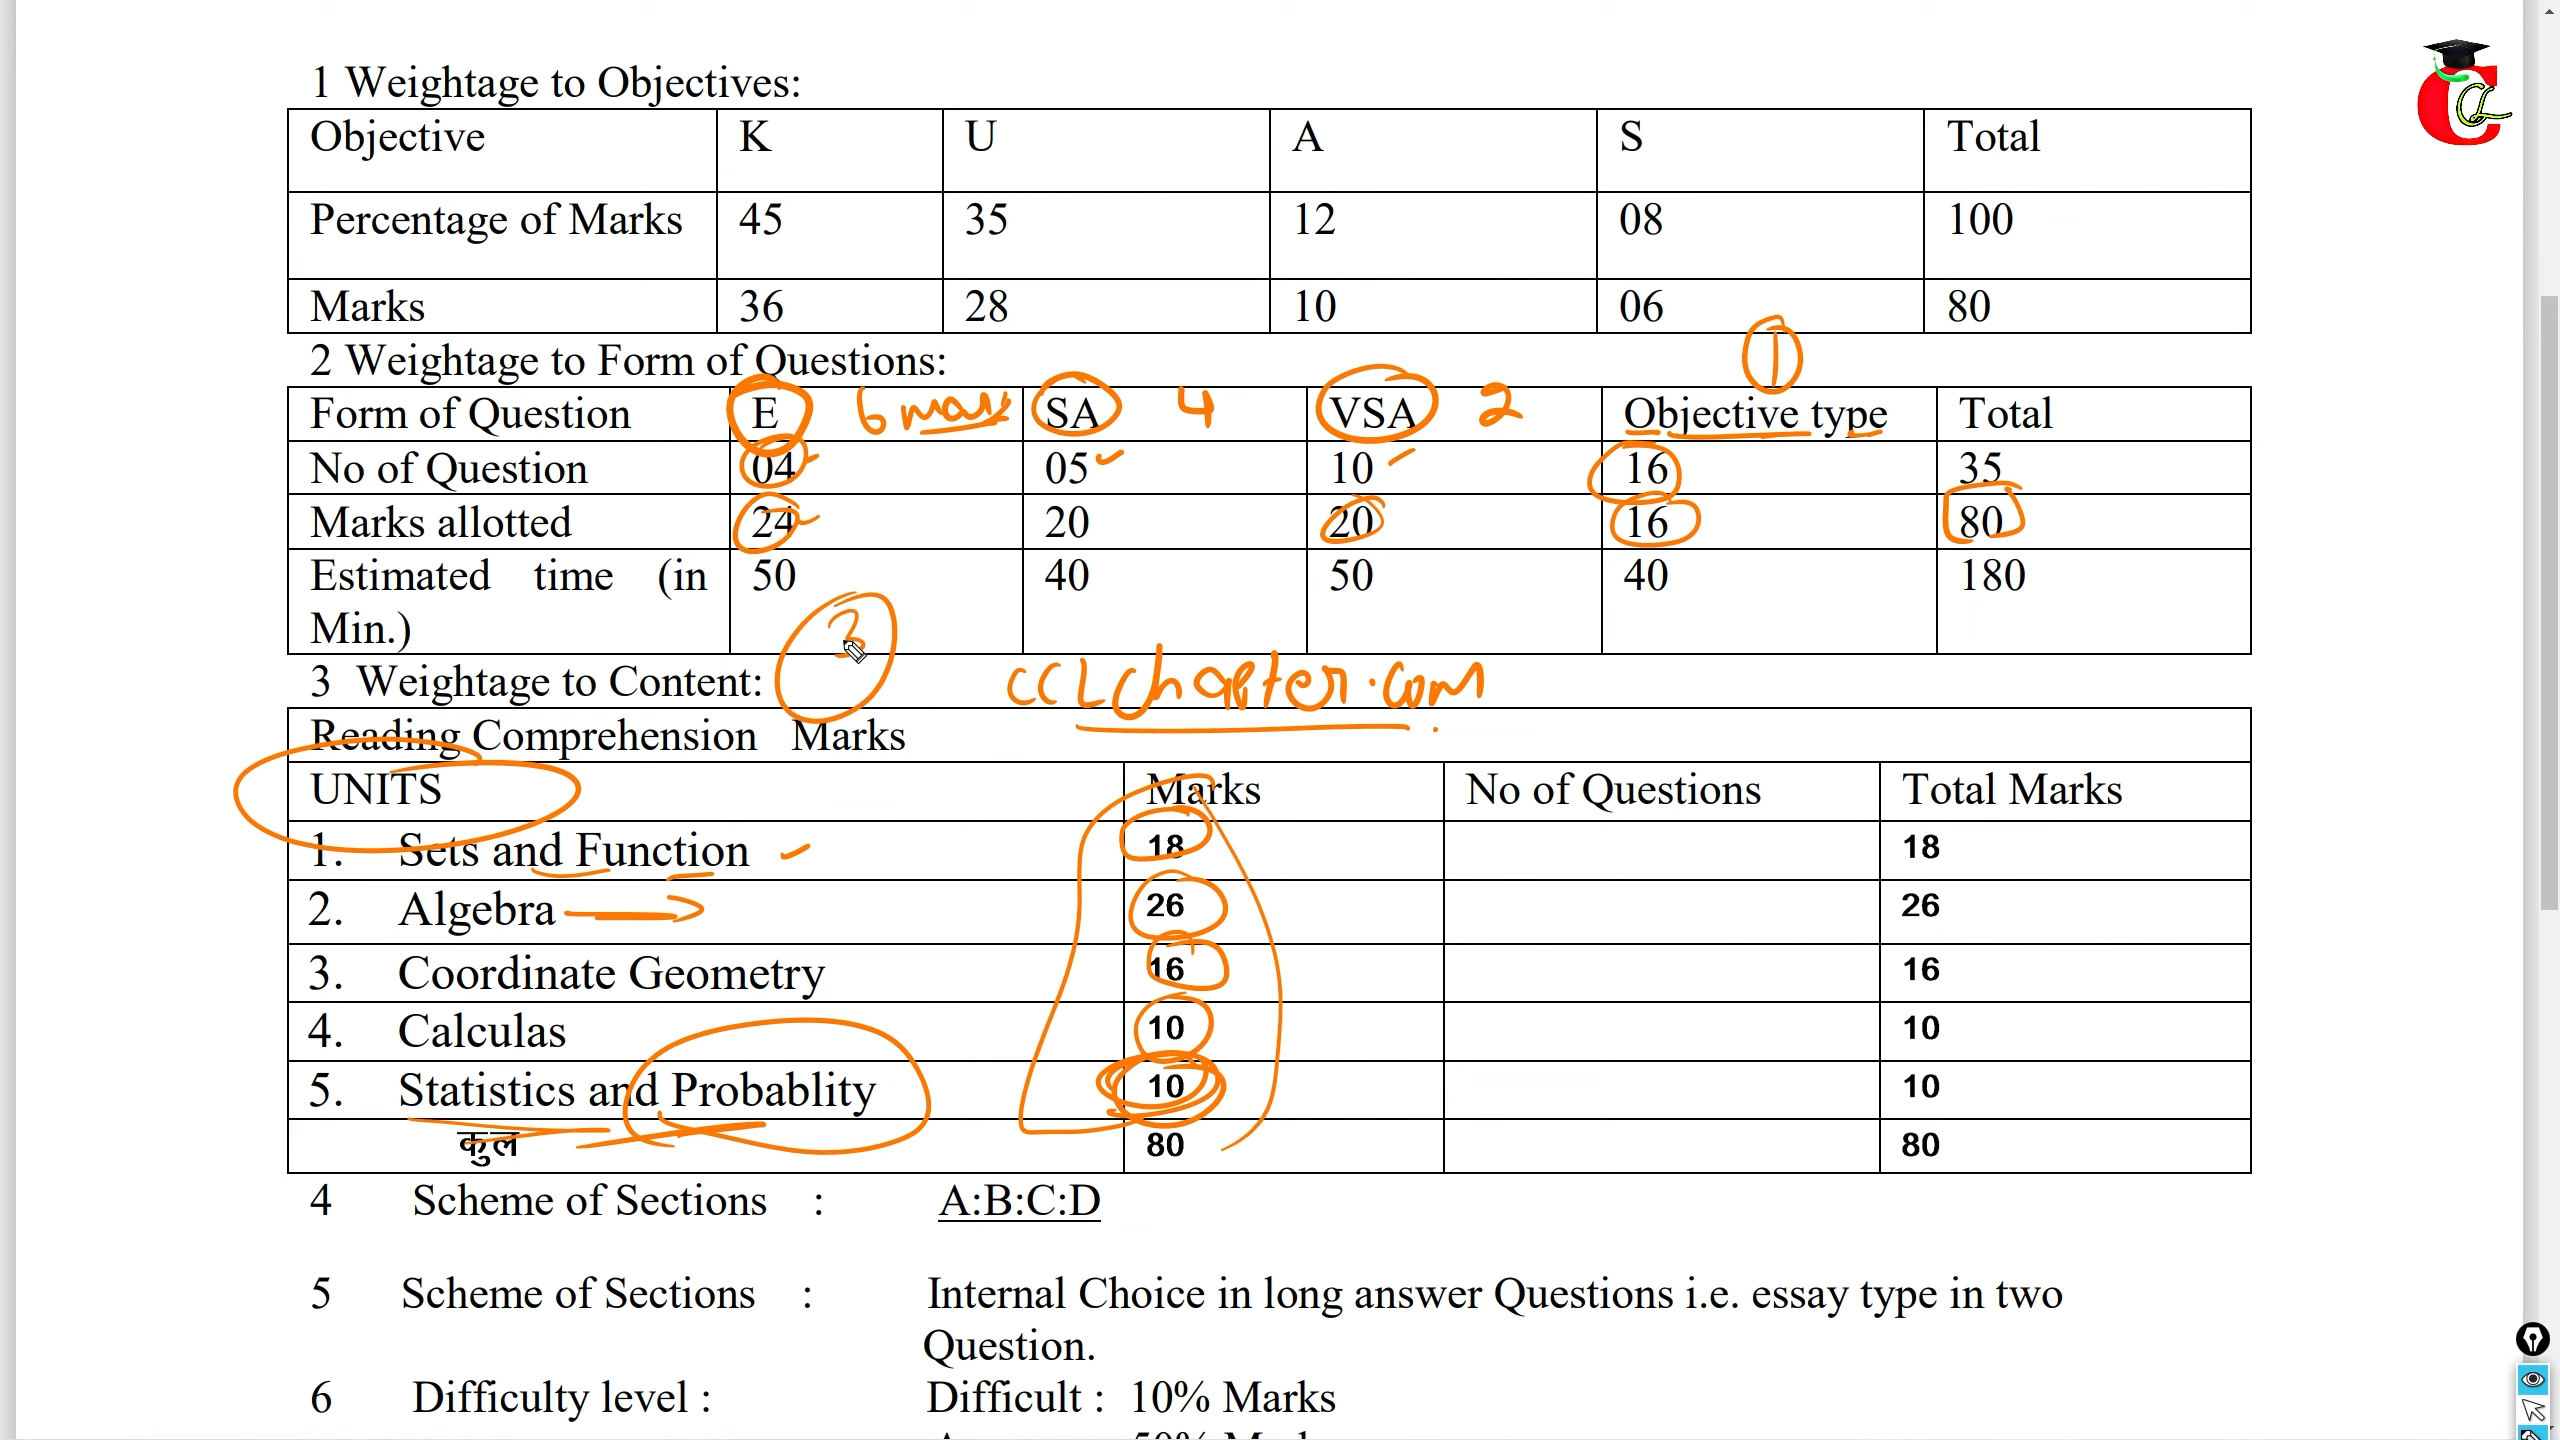 1 Weightage to Objectives:
Objective K U A S Total
Percentage of Marks 45 35 12 08 100
Marks 36 28 10 06 80
①
2 Weightage to Form of Questions:
Form of Question E 6 mark SA 4 VSA 2 Objective type Total
No of Question 04 05 10 16 35
Marks allotted 24 20 20 16 80
Estimated time (in 50 40 50 40 180
Min.)
3
3 Weightage to Content: CCLchapter.com
Reading Comprehension Marks
UNITS Marks No of Questions Total Marks
1. Sets and Function 18 18
2. Algebra 26 26
3. Coordinate Geometry 16 16
4. Calculas 10 10
5. Statistics and Probablity 10 10
कुल 80 80
4 Scheme of Sections : A:B:C:D
5 Scheme of Sections : Internal Choice in long answer Questions i.e. essay type in two
Question.
6 Difficulty level : Difficult : 10% Marks